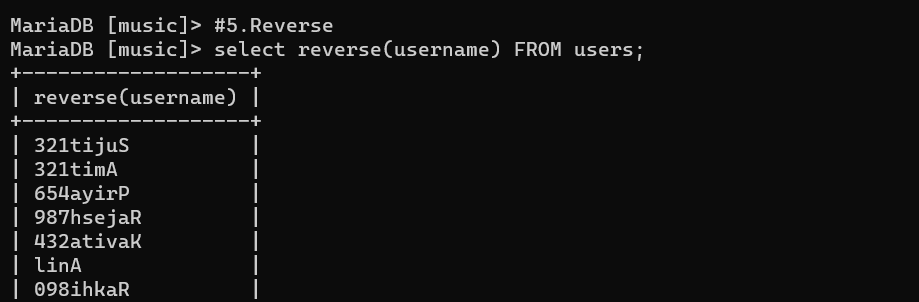 MariaDB [music]> #5.Reverse
MariaDB [music]> select reverse(username) FROM users;
+-------------------+
| reverse(username) |
+-------------------+
| 321tijuS          |
| 321timA           |
| 654ayirP          |
| 987hsejaR         |
| 432ativaK         |
| linA              |
| 098ihkaR          |